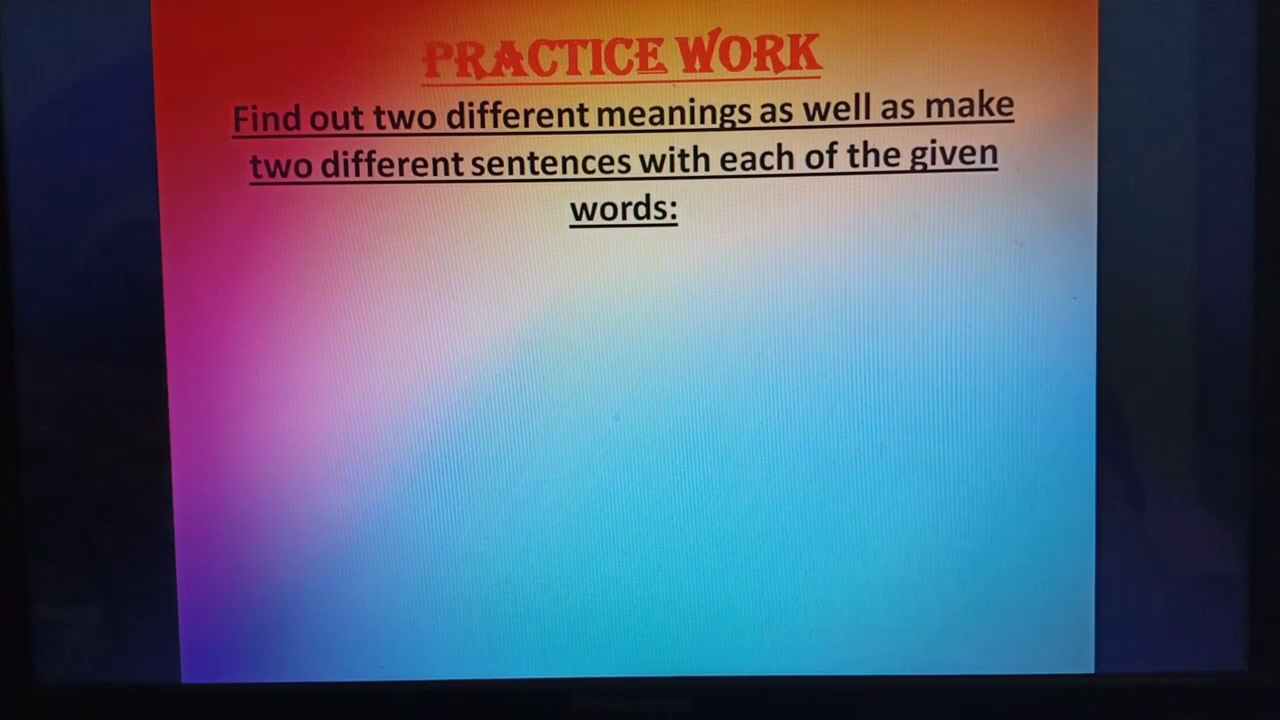 PRACTICE WORK
Find out two different meanings as well as make
two different sentences with each of the given
words: